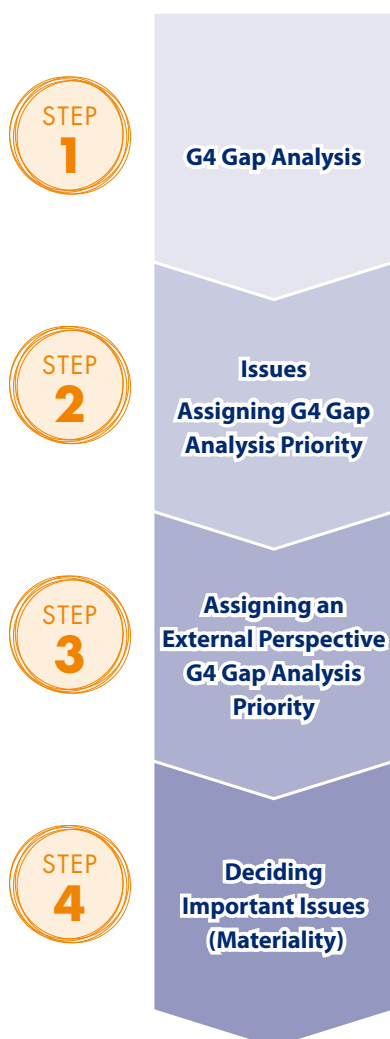 STEP
1
G4 Gap Analysis
STEP
2
Issues
Assigning G4 Gap
Analysis Priority
STEP
3
Assigning an
External Perspective
G4 Gap Analysis
Priority
STEP
4
Deciding
Important Issues
(Materiality)